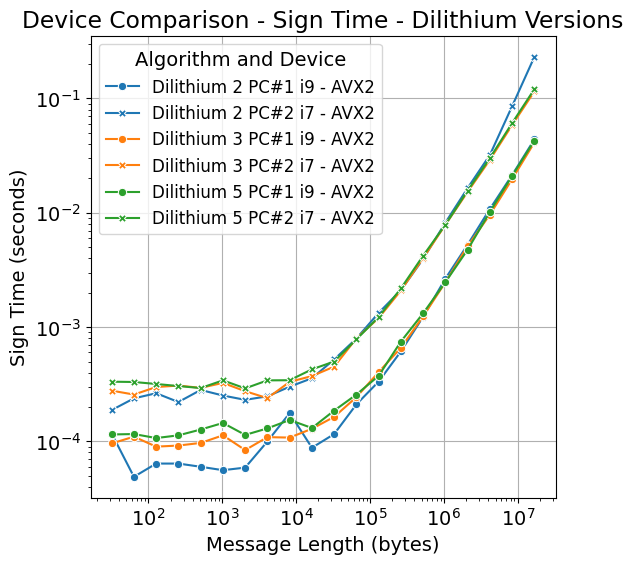 Device Comparison - Sign Time - Dilithium Versions
Algorithm and Device
Dilithium 2 PC#1 i9 - AVX2
Dilithium 2 PC#2 i7 - AVX2
Dilithium 3 PC#1 i9 - AVX2
Dilithium 3 PC#2 i7 - AVX2
Dilithium 5 PC#1 i9 - AVX2
Dilithium 5 PC#2 i7 - AVX2
Sign Time (seconds)
10⁻¹
10⁻²
10⁻³
10⁻⁴
10² 10³ 10⁴ 10⁵ 10⁶ 10⁷
Message Length (bytes)